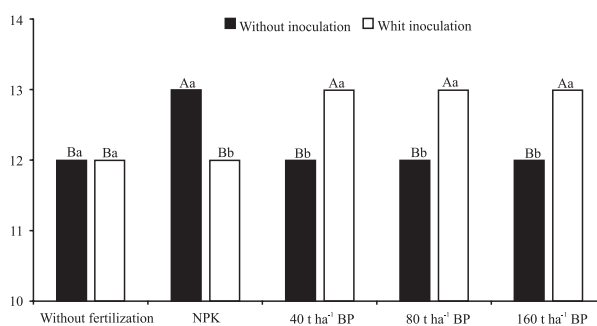 14
Without inoculation Whit inoculation
Aa Aa Aa Aa
13
Ba Ba Bb Bb Bb Bb
12
11
10
Without fertilization NPK 40 t ha⁻¹ BP 80 t ha⁻¹ BP 160 t ha⁻¹ BP